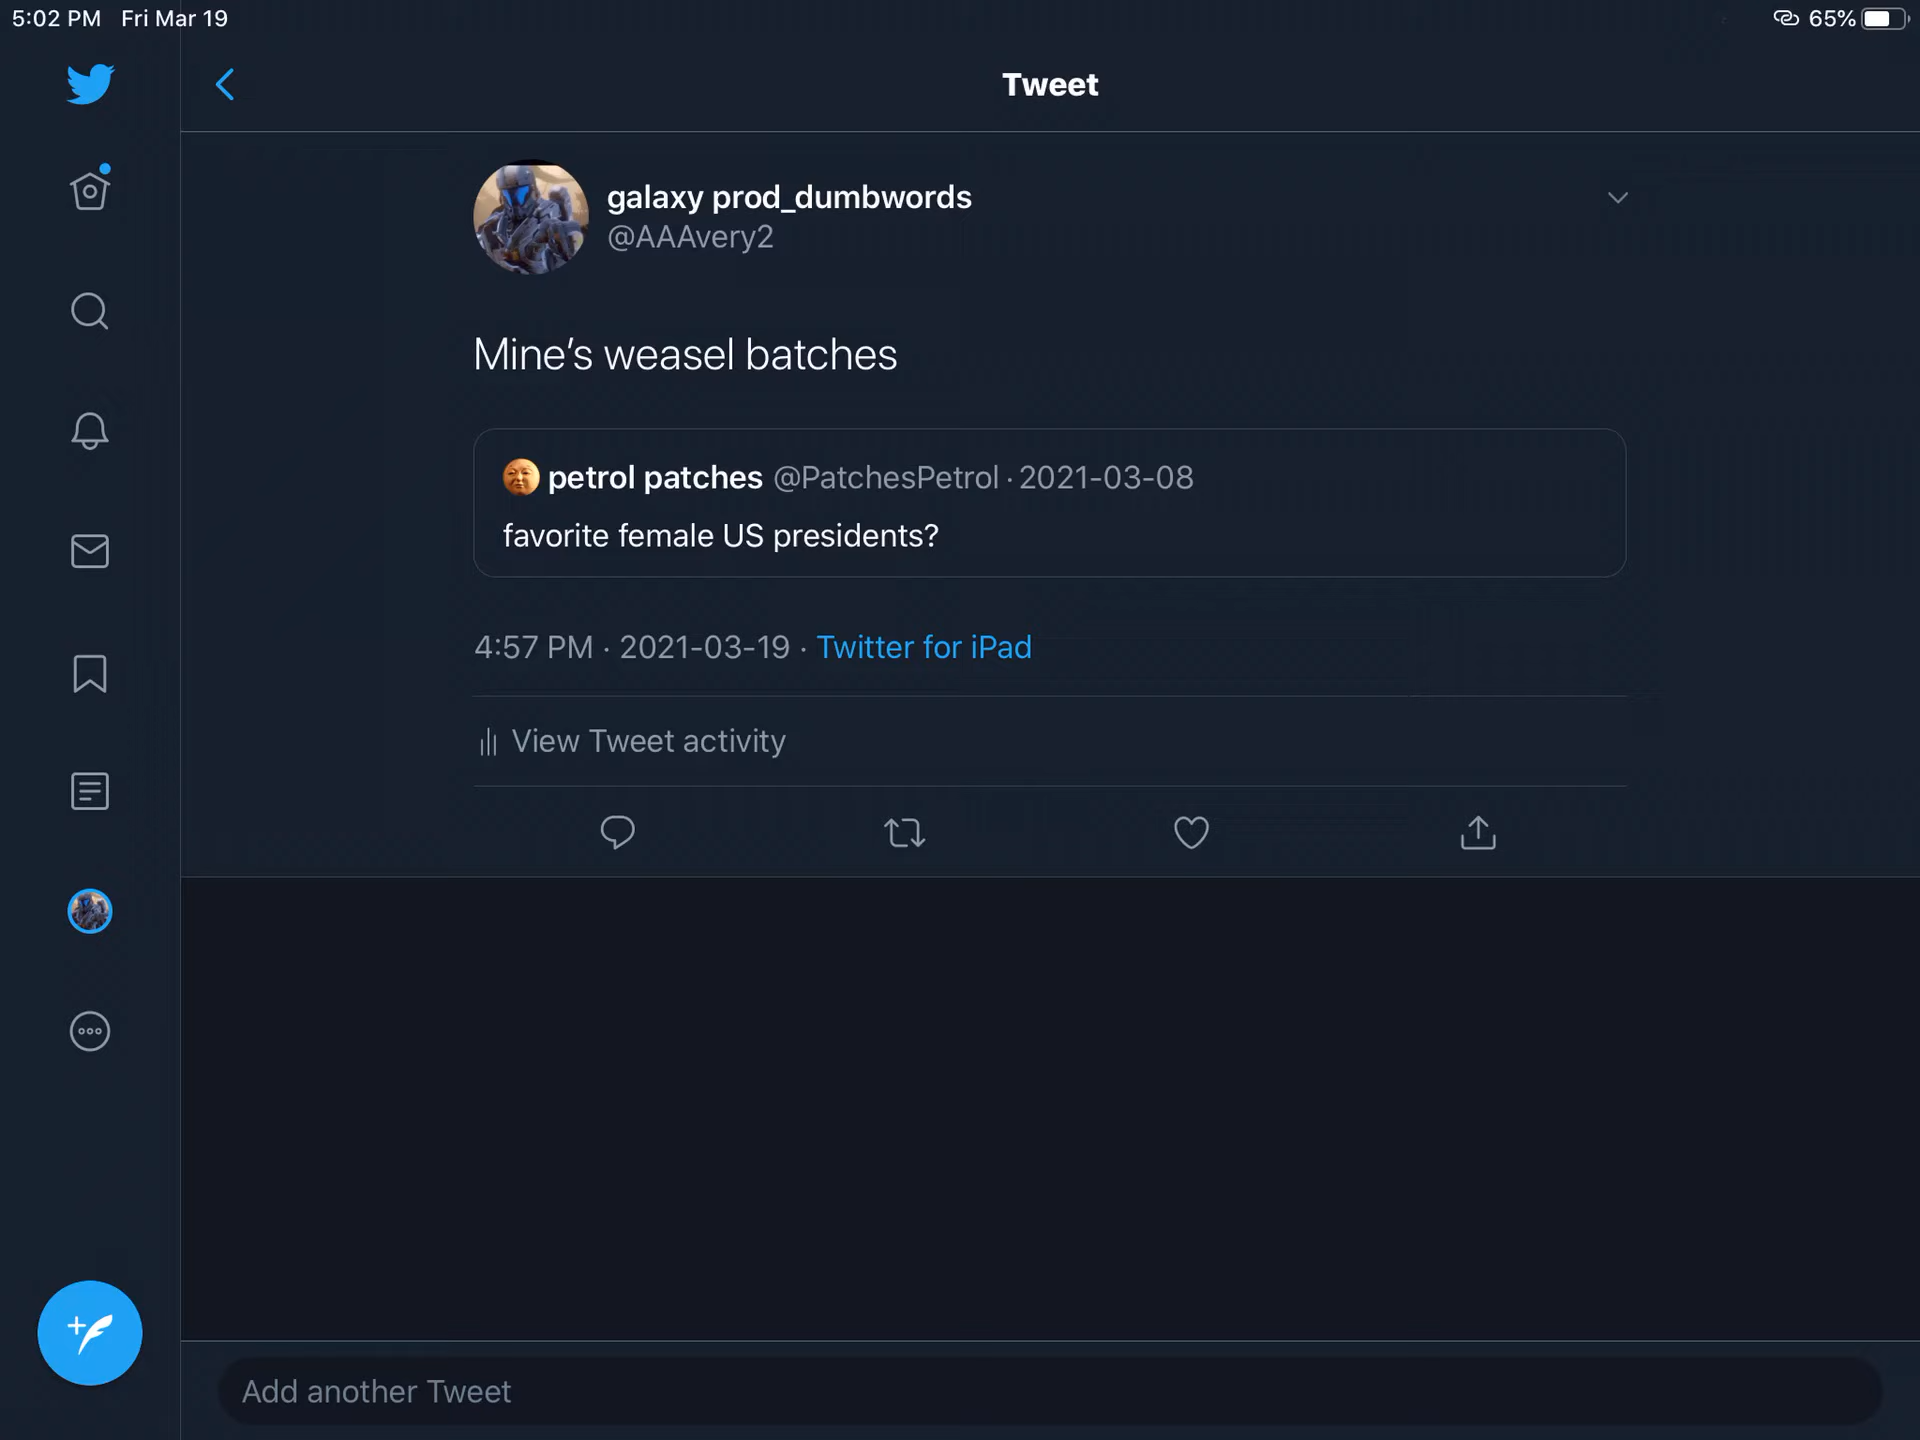 5:02 PM Fri Mar 19
65%
Tweet
galaxy prod_dumbwords
@AAAvery2
Mine's weasel batches
petrol patches @PatchesPetrol · 2021-03-08
favorite female US presidents?
4:57 PM · 2021-03-19 · Twitter for iPad
View Tweet activity
Add another Tweet